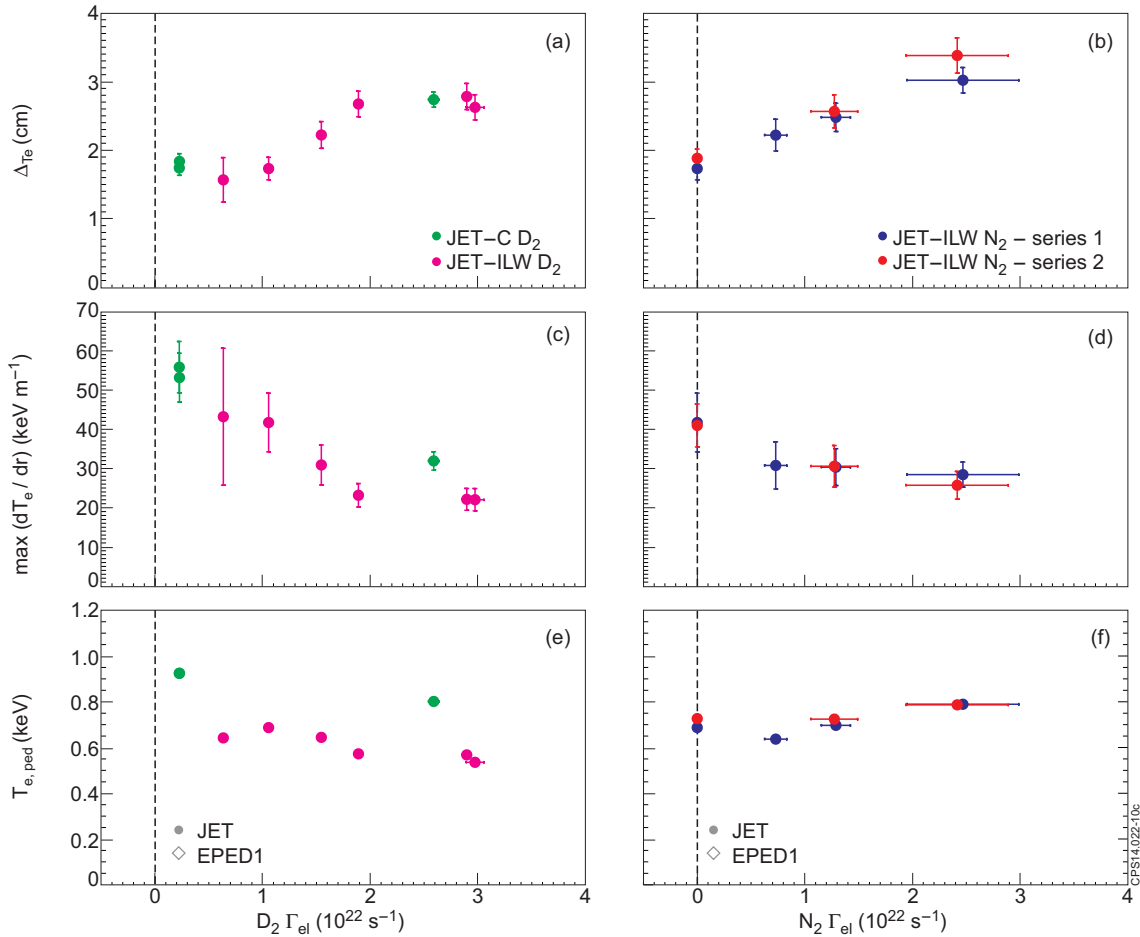 4
3
2
1
0
Δ_Te (cm)
(a)
JET–C D₂
JET–ILW D₂
(b)
JET–ILW N₂ – series 1
JET–ILW N₂ – series 2
70
60
50
40
30
20
10
0
max (dTₑ / dr) (keV m⁻¹)
(c)
(d)
1.2
1.0
0.8
0.6
0.4
0.2
0
T_e, ped (keV)
(e)
JET
EPED1
(f)
JET
EPED1
0 1 2 3 4
0 1 2 3 4
D₂ Γ_el (10²² s⁻¹)
N₂ Γ_el (10²² s⁻¹)
CPS14.022-10c